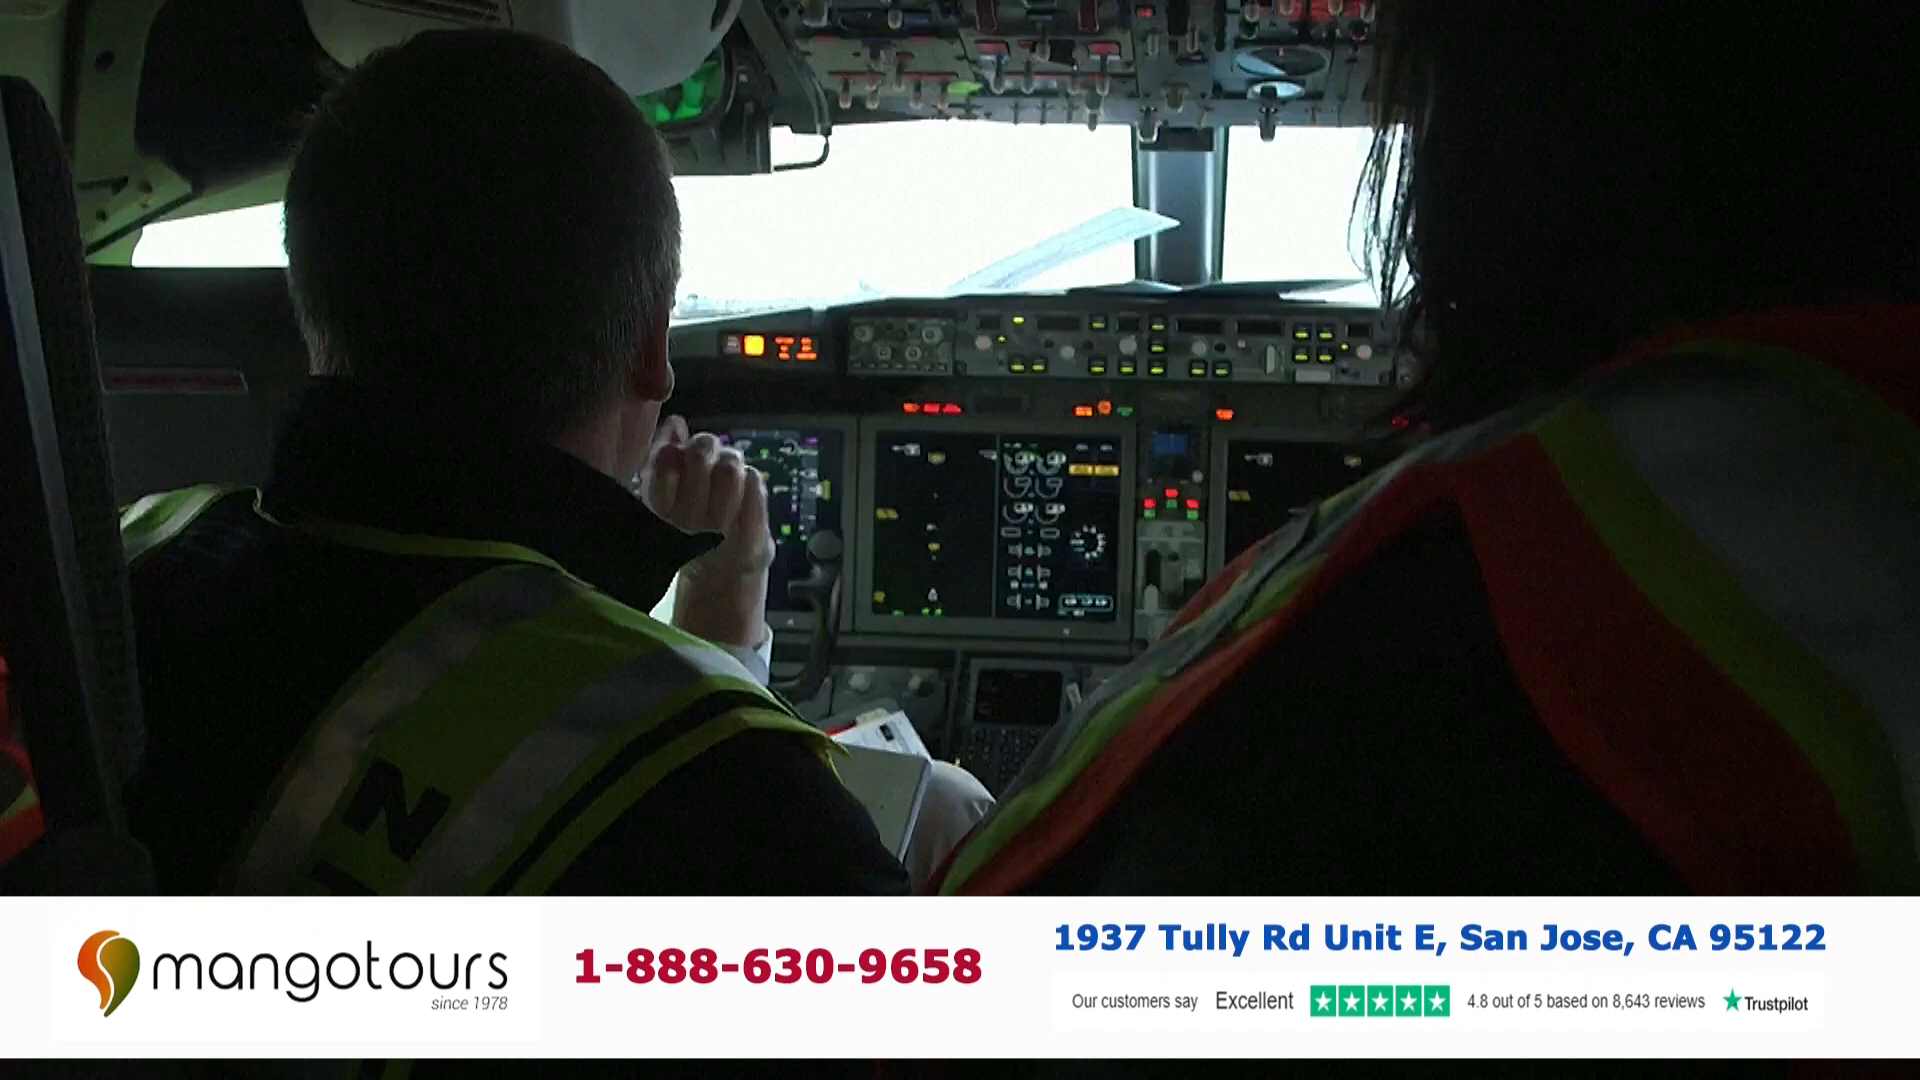 N
mangotours
since 1978
1-888-630-9658
1937 Tully Rd Unit E, San Jose, CA 95122
Our customers say Excellent 4.8 out of 5 based on 8,643 reviews Trustpilot